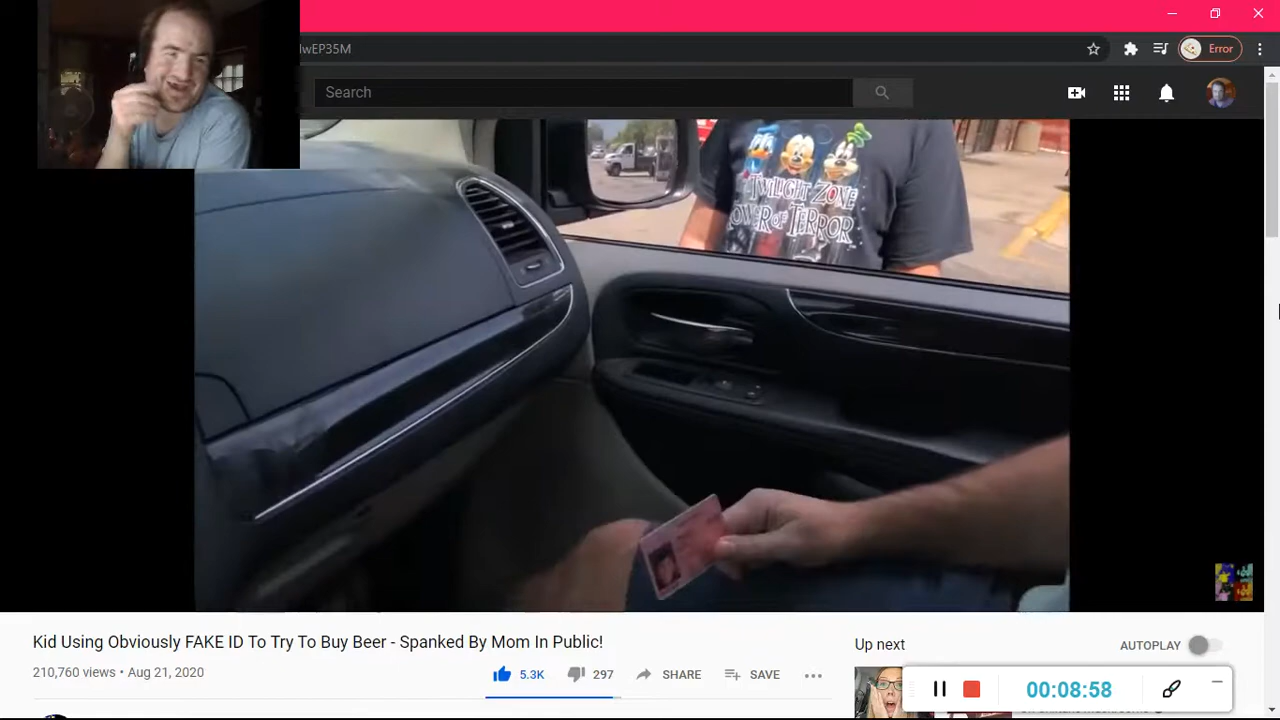 lwEP35M
Error
Search
TWILIGHT ZONE
TOWER OF TERROR
Kid Using Obviously FAKE ID To Try To Buy Beer - Spanked By Mom In Public!
210,760 views • Aug 21, 2020
5.3K
297
SHARE
SAVE
Up next
AUTOPLAY
00:08:58